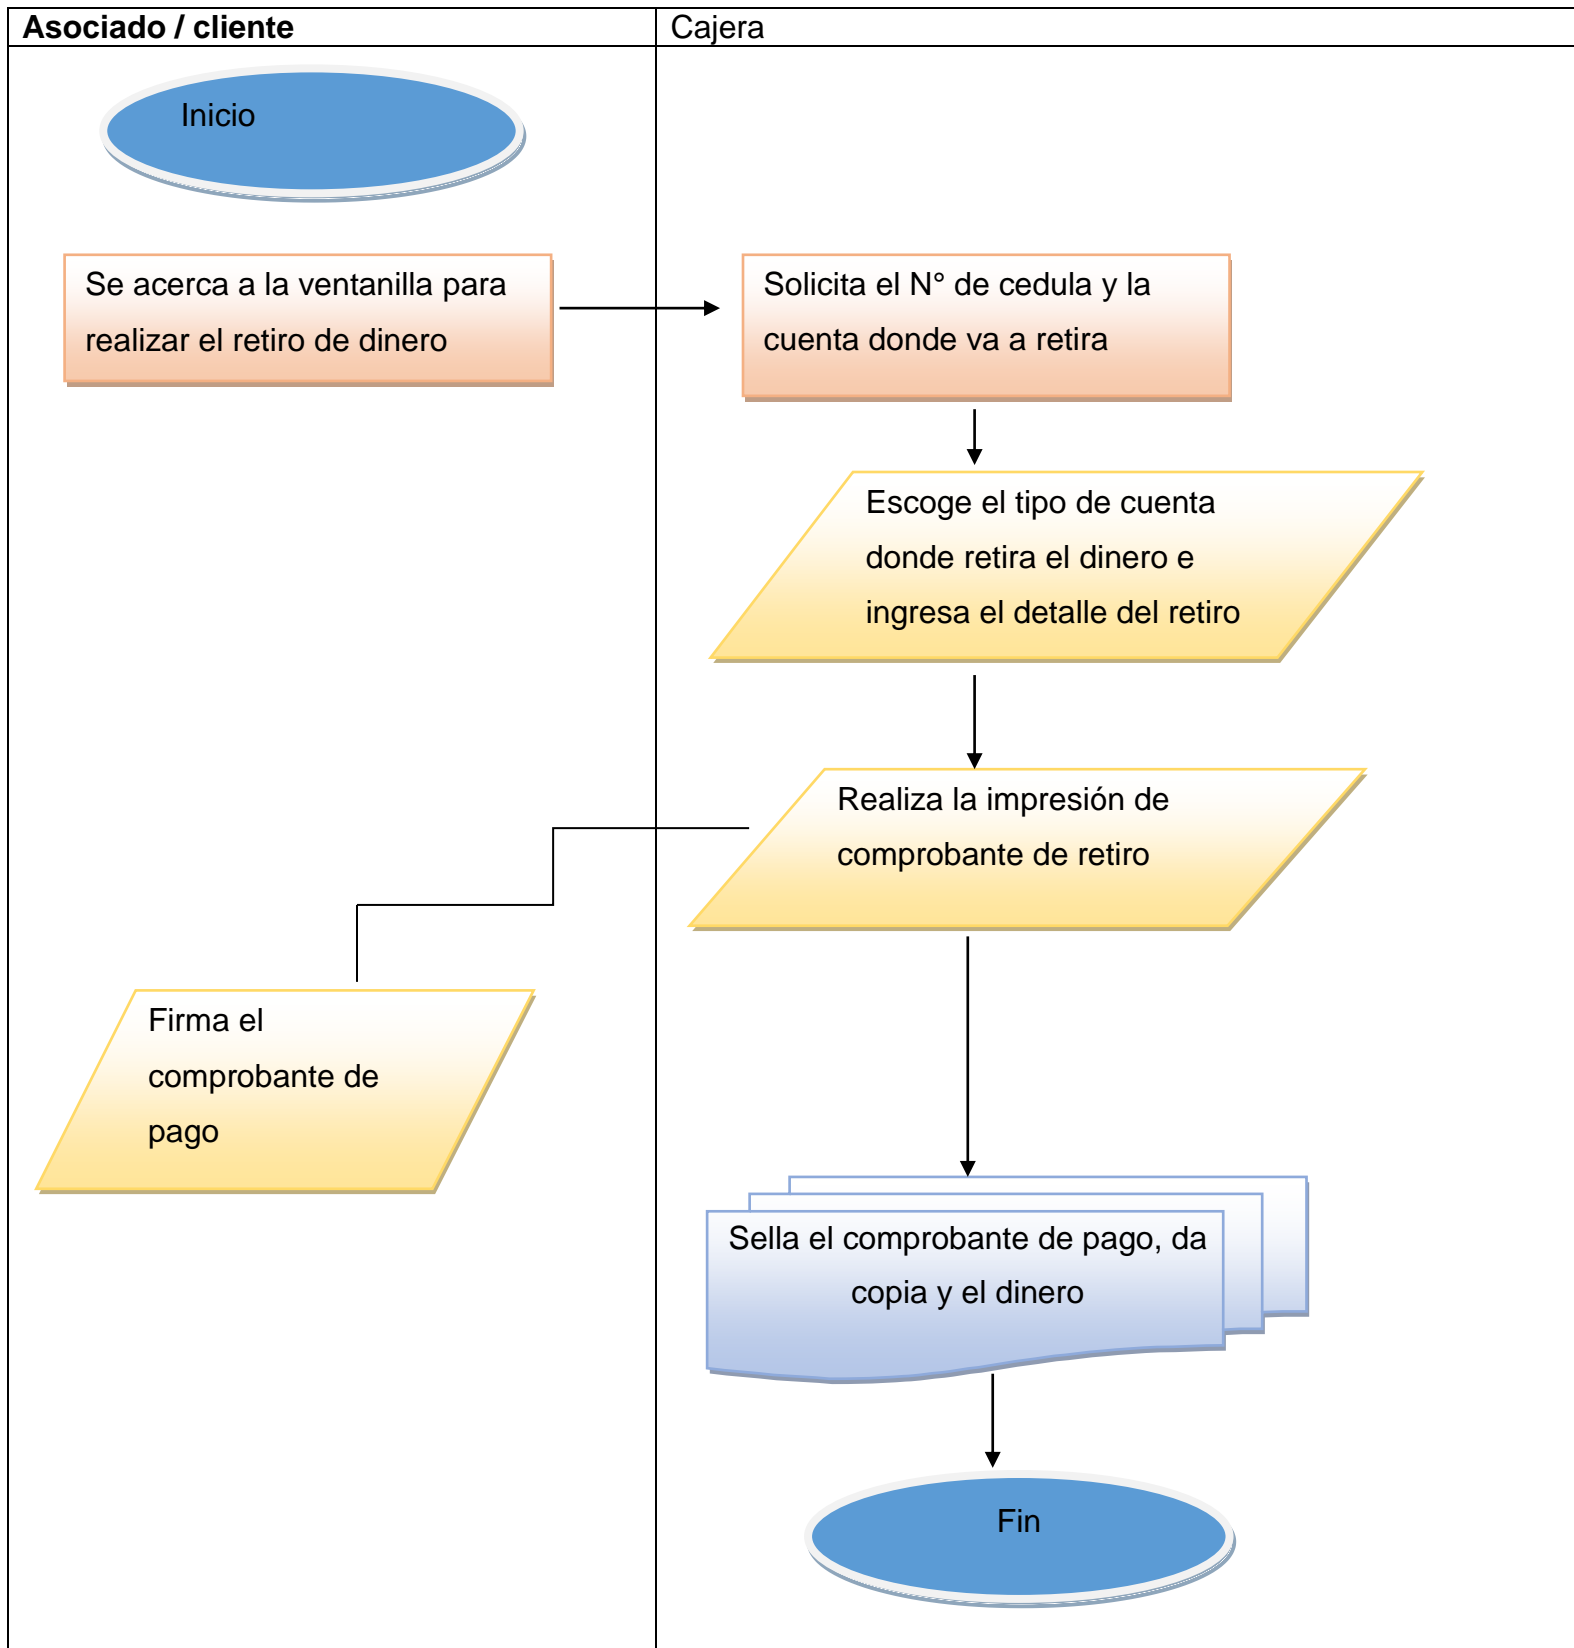 Asociado / cliente
Cajera
Inicio
Se acerca a la ventanilla para
realizar el retiro de dinero
Solicita el N° de cedula y la
cuenta donde va a retira
Escoge el tipo de cuenta
donde retira el dinero e
ingresa el detalle del retiro
Realiza la impresión de
comprobante de retiro
Firma el
comprobante de
pago
Sella el comprobante de pago, da
copia y el dinero
Fin